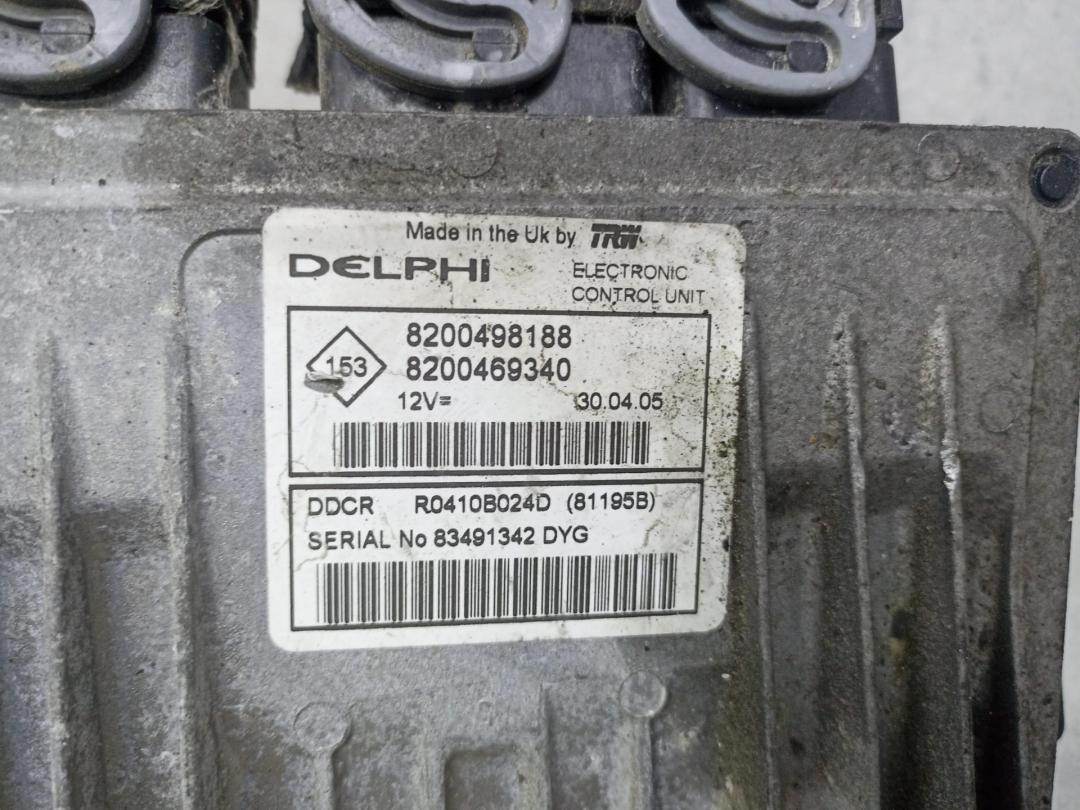 Made in the Uk by TRW
DELPHI
ELECTRONIC
CONTROL UNIT
153
8200498188
8200469340
12V=
30.04.05
DDCR R0410B024D (81195B)
SERIAL No 83491342 DYG